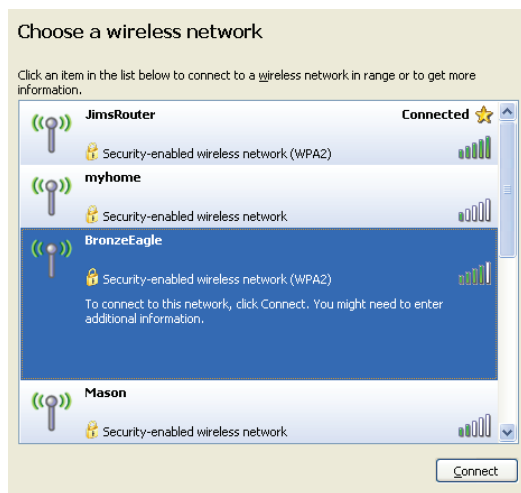 Choose a wireless network
Click an item in the list below to connect to a wireless network in range or to get more
information.
JimsRouter Connected
Security-enabled wireless network (WPA2)
myhome
Security-enabled wireless network
BronzeEagle
Security-enabled wireless network (WPA2)
To connect to this network, click Connect. You might need to enter
additional information.
Mason
Security-enabled wireless network
Connect